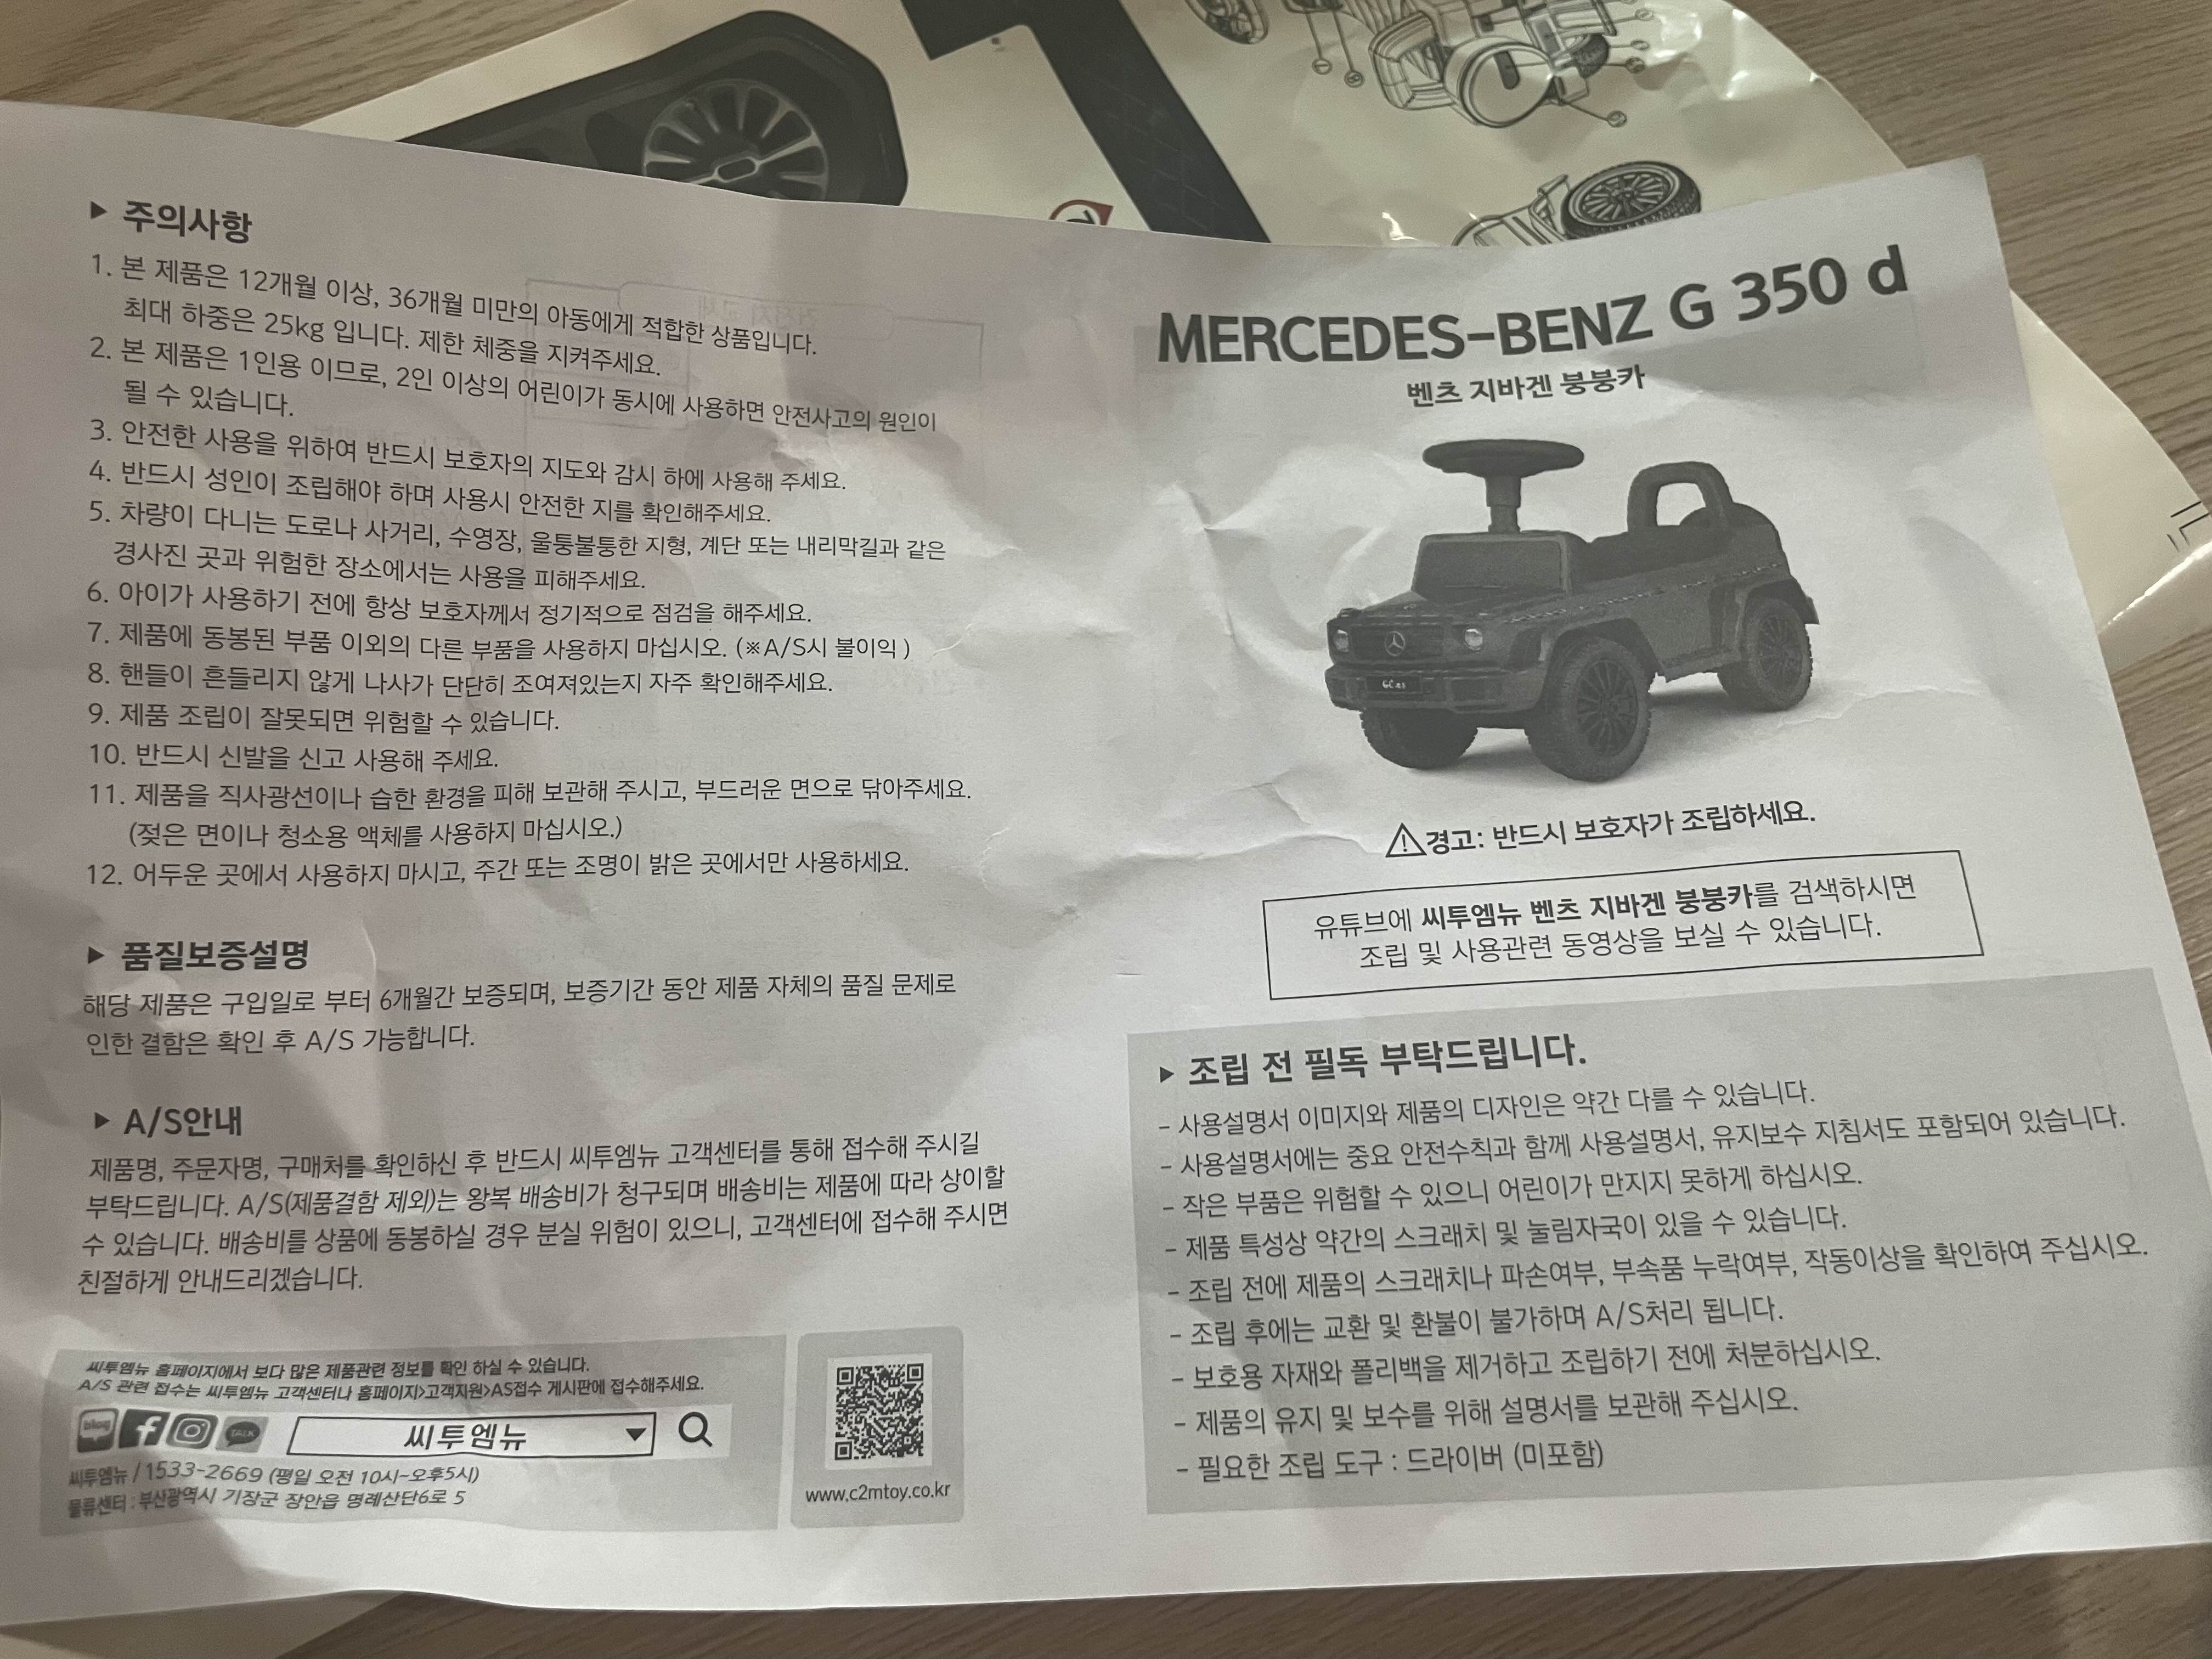 ▶ 주의사항
1. 본 제품은 12개월 이상, 36개월 미만의 아동에게 적합한 상품입니다.
최대 하중은 25kg 입니다. 제한 체중을 지켜주세요.
2. 본 제품은 1인용 이므로, 2인 이상의 어린이가 동시에 사용하면 안전사고의 원인이
될 수 있습니다.
3. 안전한 사용을 위하여 반드시 보호자의 지도와 감시 하에 사용해 주세요.
4. 반드시 성인이 조립해야 하며 사용시 안전한 지를 확인해주세요.
5. 차량이 다니는 도로나 사거리, 수영장, 울퉁불퉁한 지형, 계단 또는 내리막길과 같은
경사진 곳과 위험한 장소에서는 사용을 피해주세요.
6. 아이가 사용하기 전에 항상 보호자께서 정기적으로 점검을 해주세요.
7. 제품에 동봉된 부품 이외의 다른 부품을 사용하지 마십시오. (※A/S시 불이익 )
8. 핸들이 흔들리지 않게 나사가 단단히 조여져있는지 자주 확인해주세요.
9. 제품 조립이 잘못되면 위험할 수 있습니다.
10. 반드시 신발을 신고 사용해 주세요.
11. 제품을 직사광선이나 습한 환경을 피해 보관해 주시고, 부드러운 면으로 닦아주세요.
(젖은 면이나 청소용 액체를 사용하지 마십시오.)
12. 어두운 곳에서 사용하지 마시고, 주간 또는 조명이 밝은 곳에서만 사용하세요.
▶ 품질보증설명
해당 제품은 구입일로 부터 6개월간 보증되며, 보증기간 동안 제품 자체의 품질 문제로
인한 결함은 확인 후 A/S 가능합니다.
▶ A/S안내
제품명, 주문자명, 구매처를 확인하신 후 반드시 씨투엠뉴 고객센터를 통해 접수해 주시길
부탁드립니다. A/S(제품결함 제외)는 왕복 배송비가 청구되며 배송비는 제품에 따라 상이할
수 있습니다. 배송비를 상품에 동봉하실 경우 분실 위험이 있으니, 고객센터에 접수해 주시면
친절하게 안내드리겠습니다.
씨투엠뉴 홈페이지에서 보다 많은 제품관련 정보를 확인 하실 수 있습니다.
A/S 관련 접수는 씨투엠뉴 고객센터나 홈페이지>고객지원>AS접수 게시판에 접수해주세요.
blog TALK 씨투엠뉴
씨투엠뉴 / 1533-2669 (평일 오전 10시~오후5시)
물류센터 : 부산광역시 기장군 장안읍 명례산단6로 5
www.c2mtoy.co.kr
MERCEDES-BENZ G 350 d
벤츠 지바겐 붕붕카
⚠경고: 반드시 보호자가 조립하세요.
유튜브에 씨투엠뉴 벤츠 지바겐 붕붕카를 검색하시면
조립 및 사용관련 동영상을 보실 수 있습니다.
▶ 조립 전 필독 부탁드립니다.
- 사용설명서 이미지와 제품의 디자인은 약간 다를 수 있습니다.
- 사용설명서에는 중요 안전수칙과 함께 사용설명서, 유지보수 지침서도 포함되어 있습니다.
- 작은 부품은 위험할 수 있으니 어린이가 만지지 못하게 하십시오.
- 제품 특성상 약간의 스크래치 및 눌림자국이 있을 수 있습니다.
- 조립 전에 제품의 스크래치나 파손여부, 부속품 누락여부, 작동이상을 확인하여 주십시오.
- 조립 후에는 교환 및 환불이 불가하며 A/S처리 됩니다.
- 보호용 자재와 폴리백을 제거하고 조립하기 전에 처분하십시오.
- 제품의 유지 및 보수를 위해 설명서를 보관해 주십시오.
- 필요한 조립 도구 : 드라이버 (미포함)